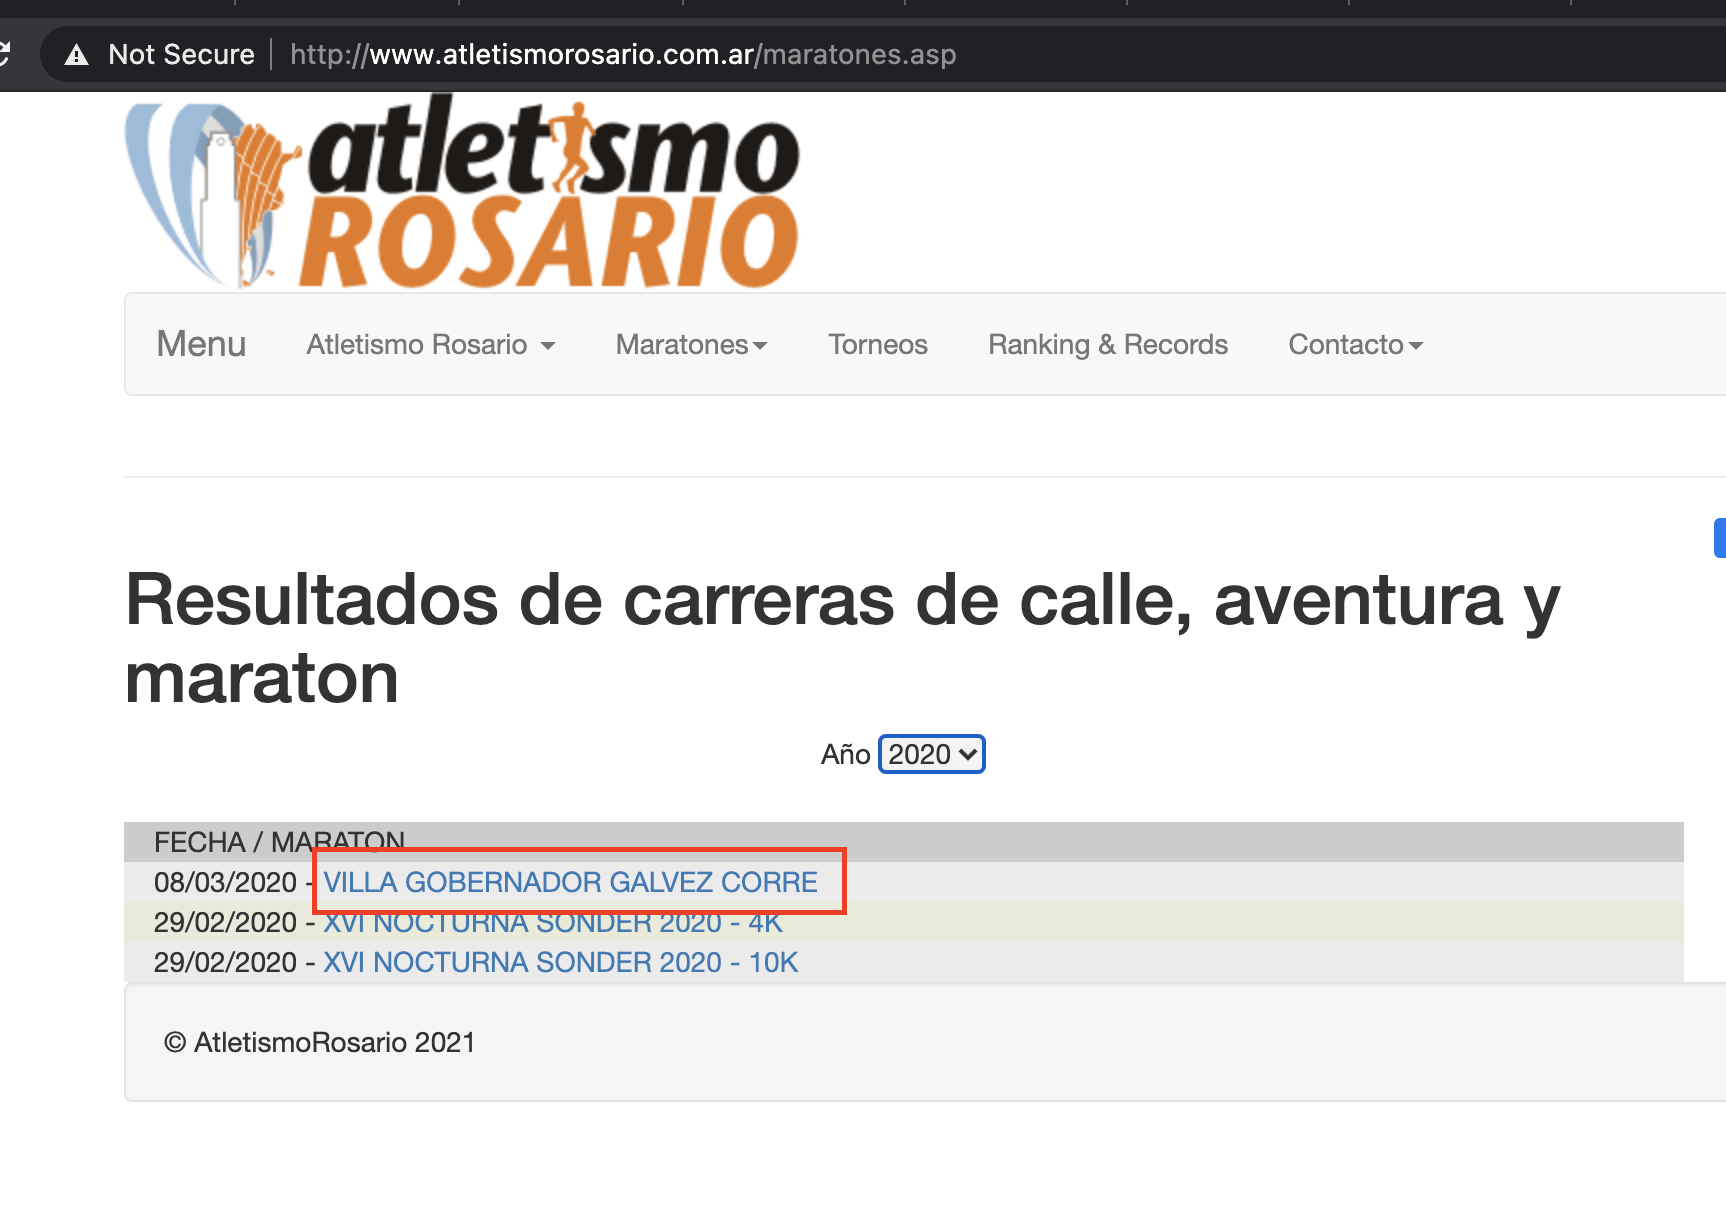 Not Secure | http://www.atletismorosario.com.ar/maratones.asp
atletismo
ROSARIO
Menu Atletismo Rosario Maratones Torneos Ranking & Records Contacto
Resultados de carreras de calle, aventura y
maraton
Año 2020
FECHA / MARATON
08/03/2020 - VILLA GOBERNADOR GALVEZ CORRE
29/02/2020 - XVI NOCTURNA SONDER 2020 - 4K
29/02/2020 - XVI NOCTURNA SONDER 2020 - 10K
© AtletismoRosario 2021